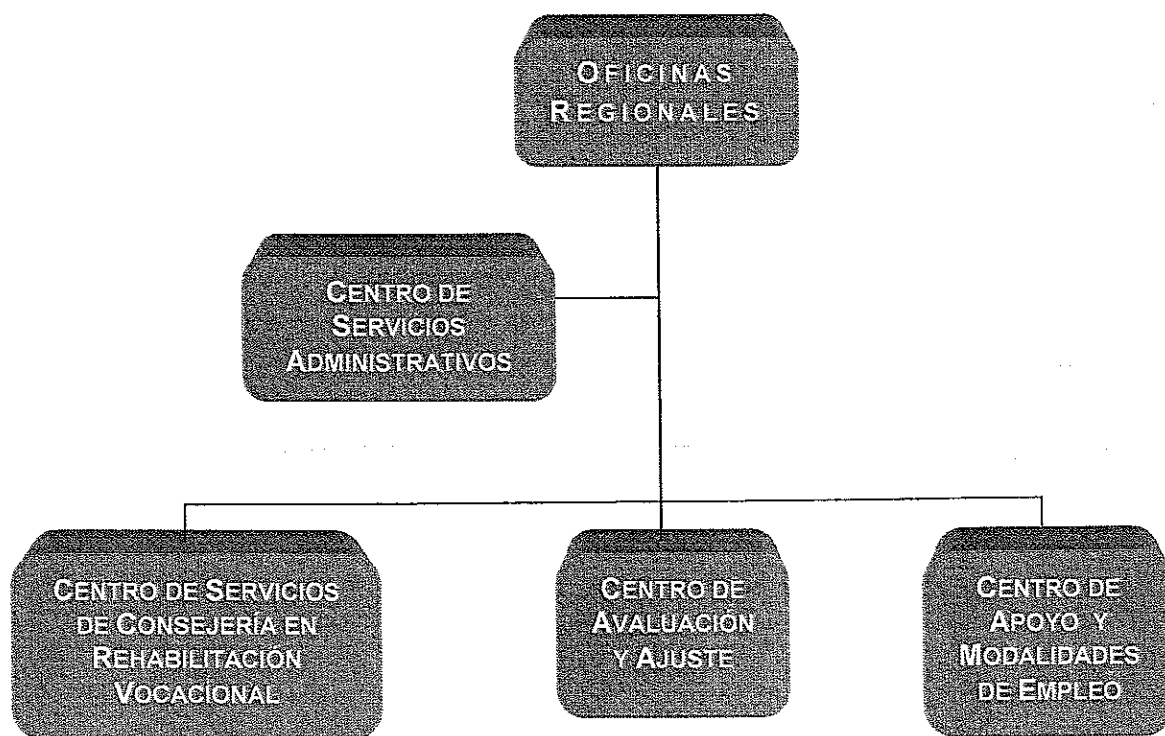 OFICINAS
REGIONALES
CENTRO DE
SERVICIOS
ADMINISTRATIVOS
CENTRO DE SERVICIOS
DE CONSEJERÍA EN
REHABILITACIÓN
VOCACIONAL
CENTRO DE
AVALUACIÓN
Y AJUSTE
CENTRO DE
APOYO Y
MODALIDADES
DE EMPLEO